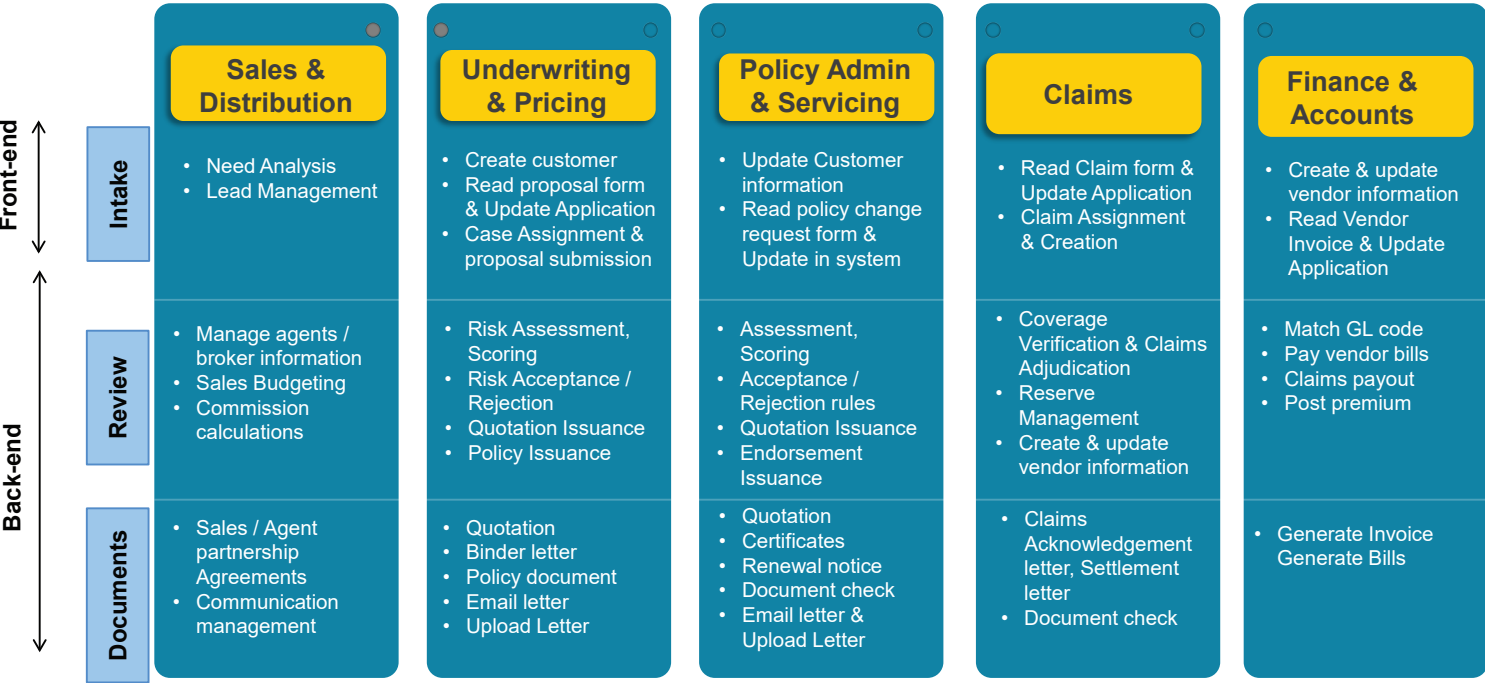 Sales &
Distribution
Underwriting
& Pricing
Policy Admin
& Servicing
Claims
Finance &
Accounts
Front-end
Intake
• Need Analysis
• Lead Management
• Create customer
• Read proposal form
& Update Application
• Case Assignment &
proposal submission
• Update Customer
information
• Read policy change
request form &
Update in system
• Read Claim form &
Update Application
• Claim Assignment
& Creation
• Create & update
vendor information
• Read Vendor
Invoice & Update
Application
Back-end
Review
• Manage agents /
broker information
• Sales Budgeting
• Commission
calculations
• Risk Assessment,
Scoring
• Risk Acceptance /
Rejection
• Quotation Issuance
• Policy Issuance
• Assessment,
Scoring
• Acceptance /
Rejection rules
• Quotation Issuance
• Endorsement
Issuance
• Coverage
Verification & Claims
Adjudication
• Reserve
Management
• Create & update
vendor information
• Match GL code
• Pay vendor bills
• Claims payout
• Post premium
Documents
• Sales / Agent
partnership
Agreements
• Communication
management
• Quotation
• Binder letter
• Policy document
• Email letter
• Upload Letter
• Quotation
• Certificates
• Renewal notice
• Document check
• Email letter &
Upload Letter
• Claims
Acknowledgement
letter, Settlement
letter
• Document check
• Generate Invoice
Generate Bills